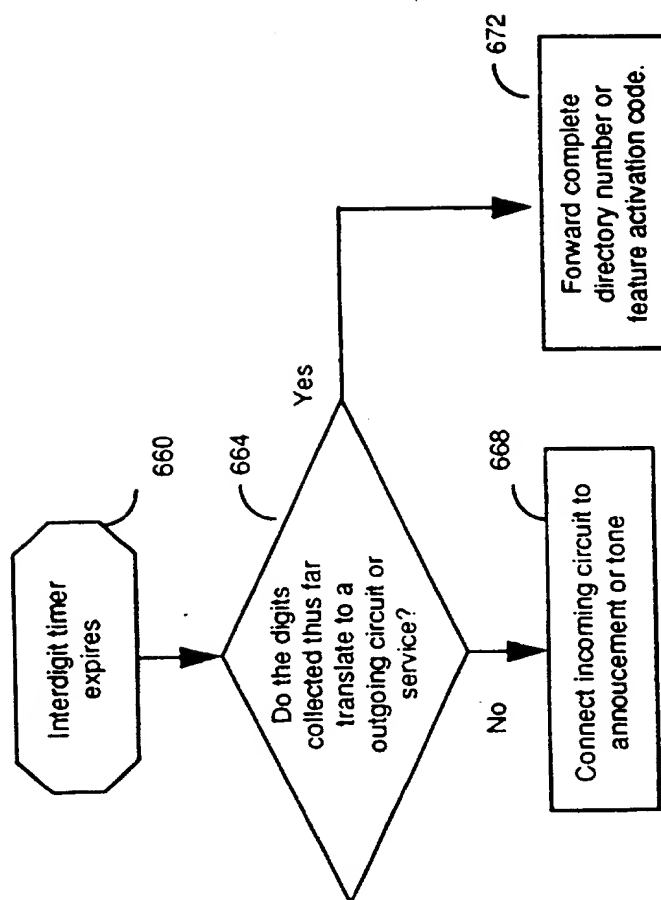 Interdigit timer
expires
660
664
Do the digits
collected thus far
translate to a
outgoing circuit or
service?
Yes
No
672
Forward complete
directory number or
feature activation code.
668
Connect incoming circuit to
annoucement or tone